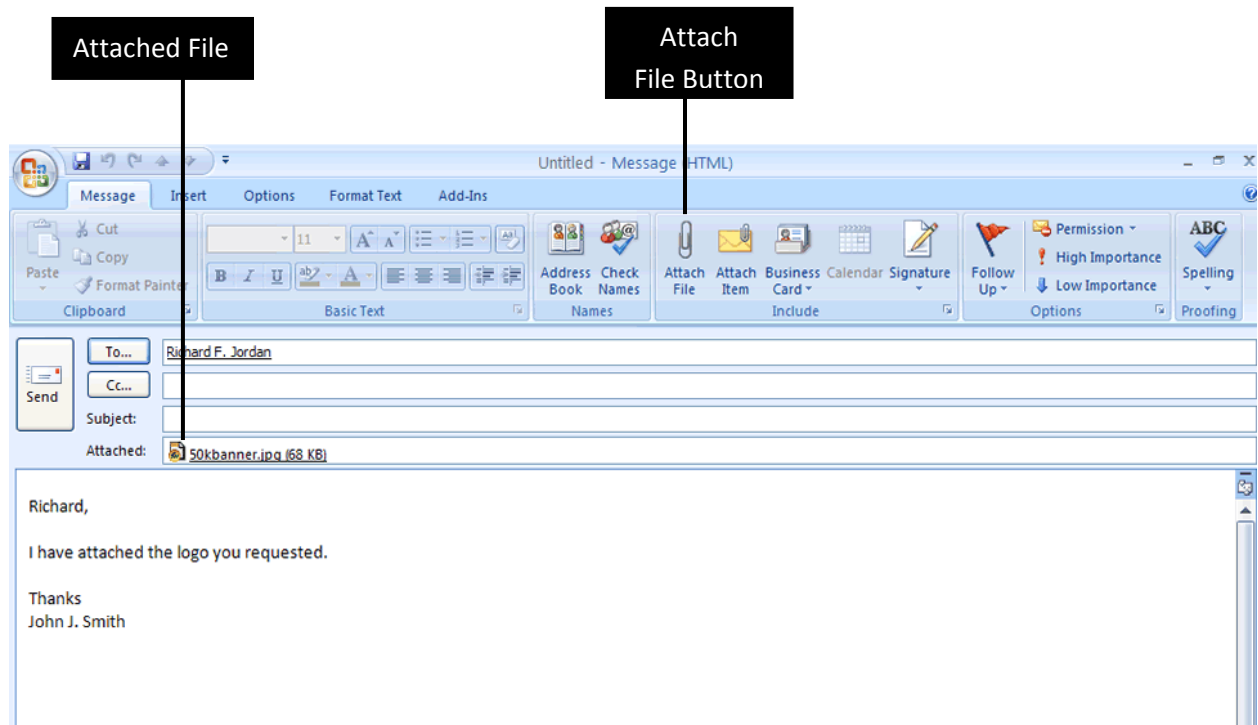 Attached File
Attach
File Button
Untitled - Message (HTML)
Message Insert Options Format Text Add-Ins
Paste
Cut
Copy
Format Painter
Clipboard
11
B I U ab A
Basic Text
Address Book
Check Names
Names
Attach File
Attach Item
Business Card
Calendar
Signature
Include
Follow Up
Permission
High Importance
Low Importance
Options
ABC
Spelling
Proofing
Send
To... Richard F. Jordan
Cc...
Subject:
Attached: 50kbanner.jpg (68 KB)
Richard,
I have attached the logo you requested.
Thanks
John J. Smith